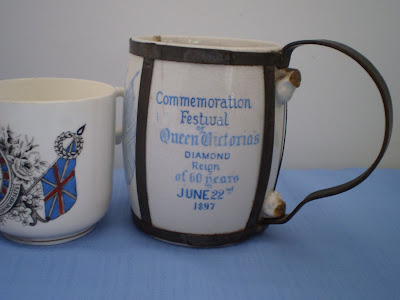 Commemoration
Festival
of
Queen Victoria's
DIAMOND
Reign
of 60 years
JUNE 22nd
1897